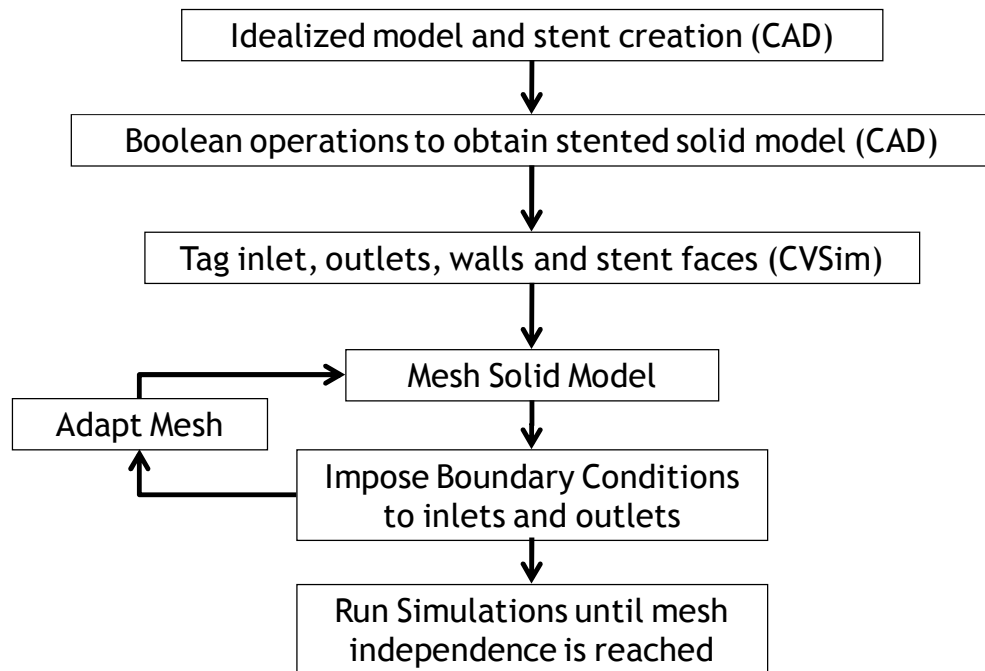 Idealized model and stent creation (CAD)
Boolean operations to obtain stented solid model (CAD)
Tag inlet, outlets, walls and stent faces (CVSim)
Mesh Solid Model
Adapt Mesh
Impose Boundary Conditions
to inlets and outlets
Run Simulations until mesh
independence is reached